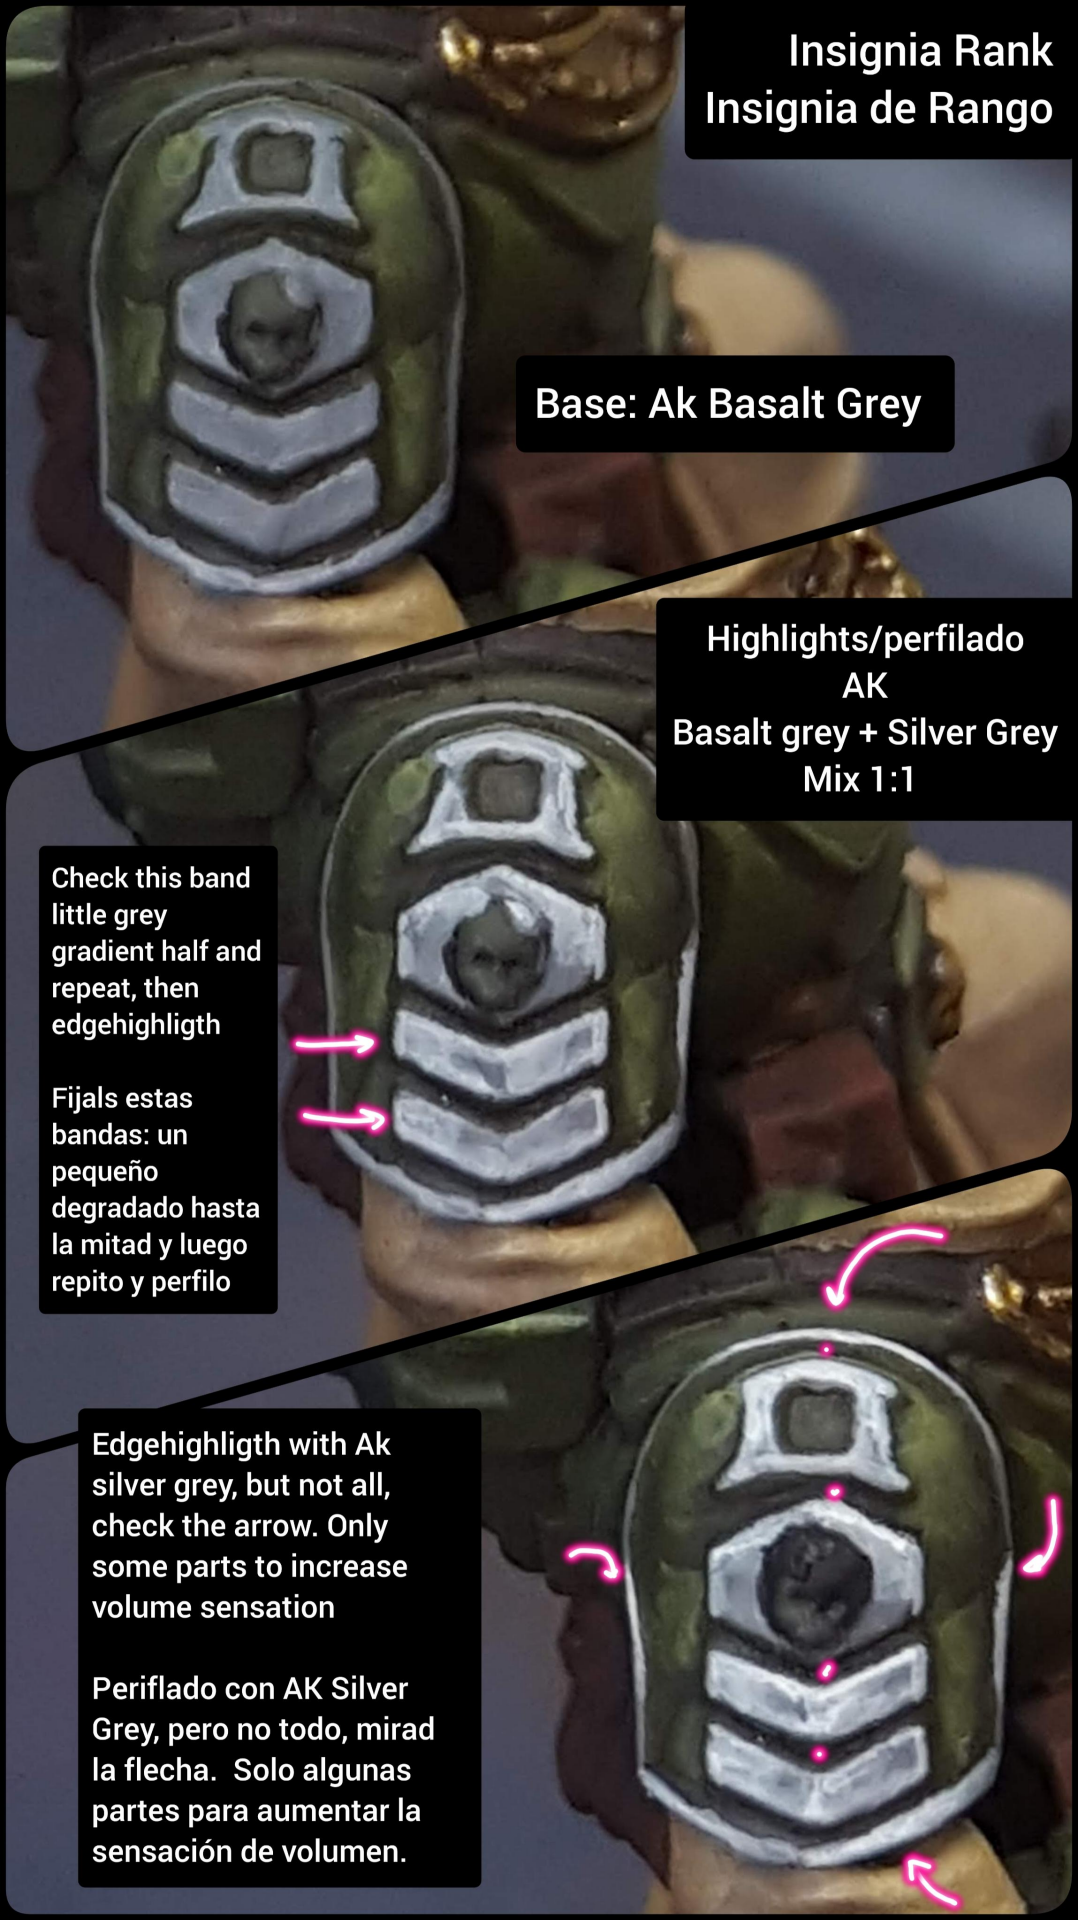 Insignia Rank
Insignia de Rango
Base: Ak Basalt Grey
Highlights/perfilado
AK
Basalt grey + Silver Grey
Mix 1:1
Check this band
little grey
gradient half and
repeat, then
edgehighligth
Fijals estas
bandas: un
pequeño
degradado hasta
la mitad y luego
repito y perfilo
Edgehighligth with Ak
silver grey, but not all,
check the arrow. Only
some parts to increase
volume sensation
Periflado con AK Silver
Grey, pero no todo, mirad
la flecha. Solo algunas
partes para aumentar la
sensación de volumen.